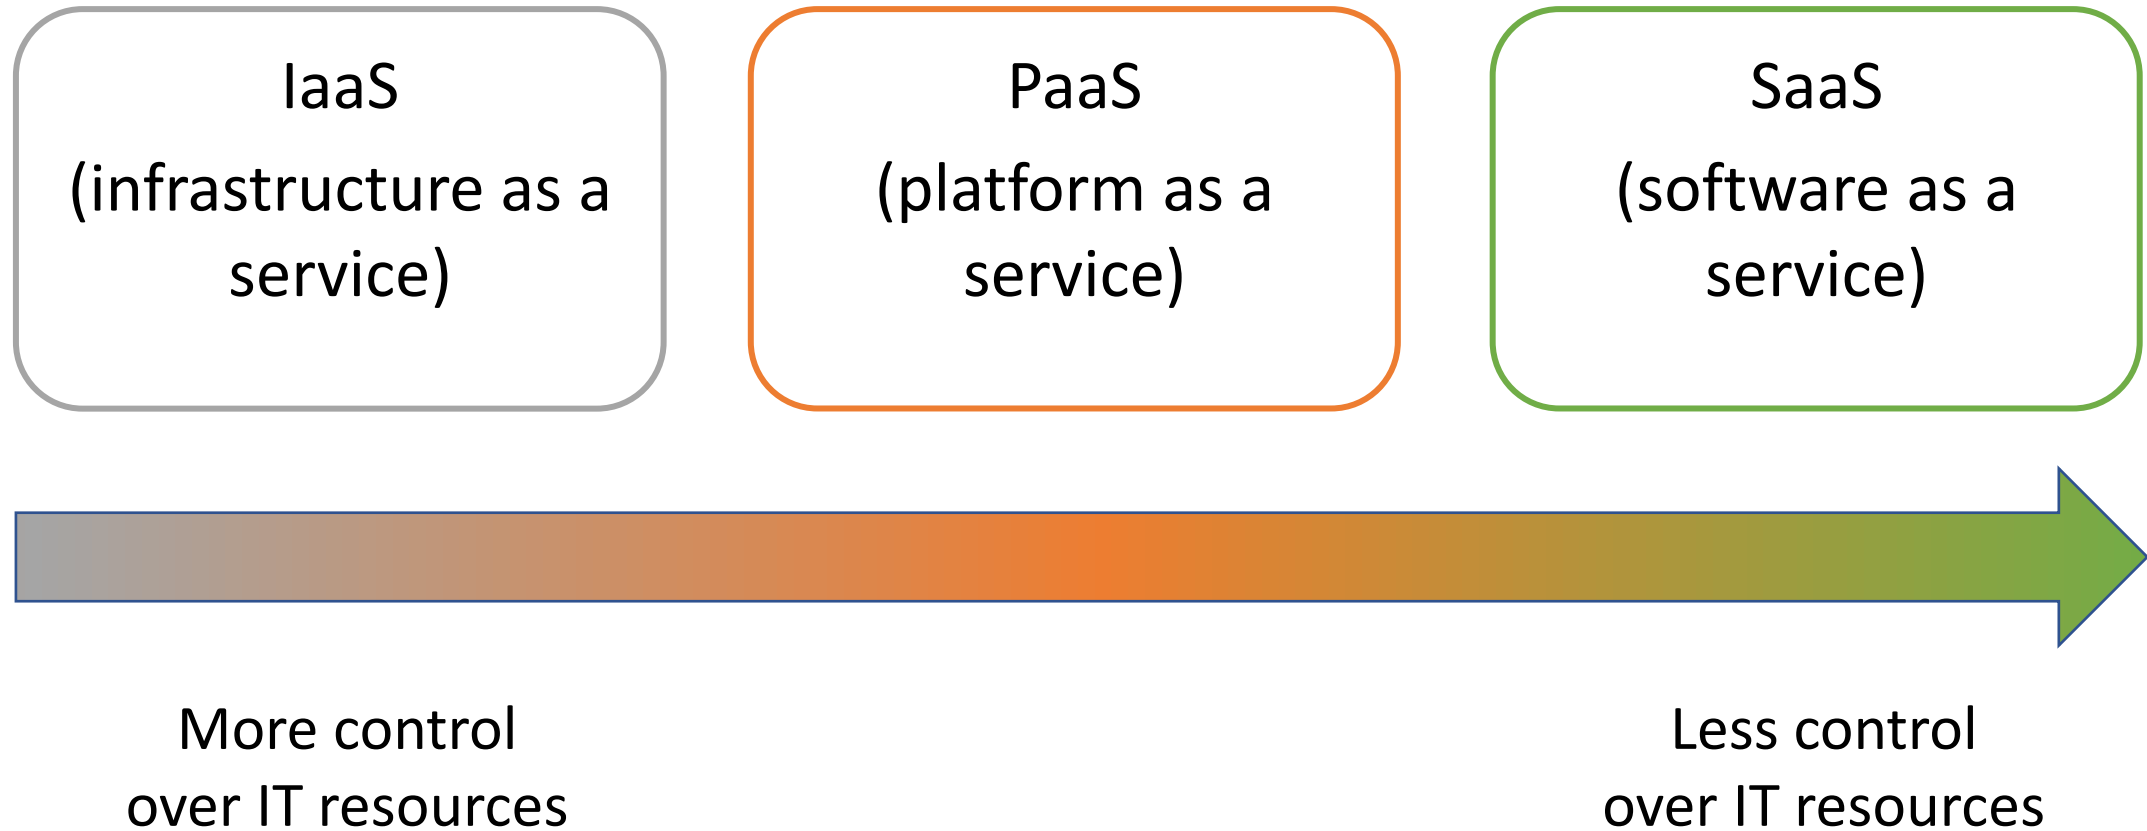 IaaS
(infrastructure as a
service)
PaaS
(platform as a
service)
SaaS
(software as a
service)
More control
over IT resources
Less control
over IT resources